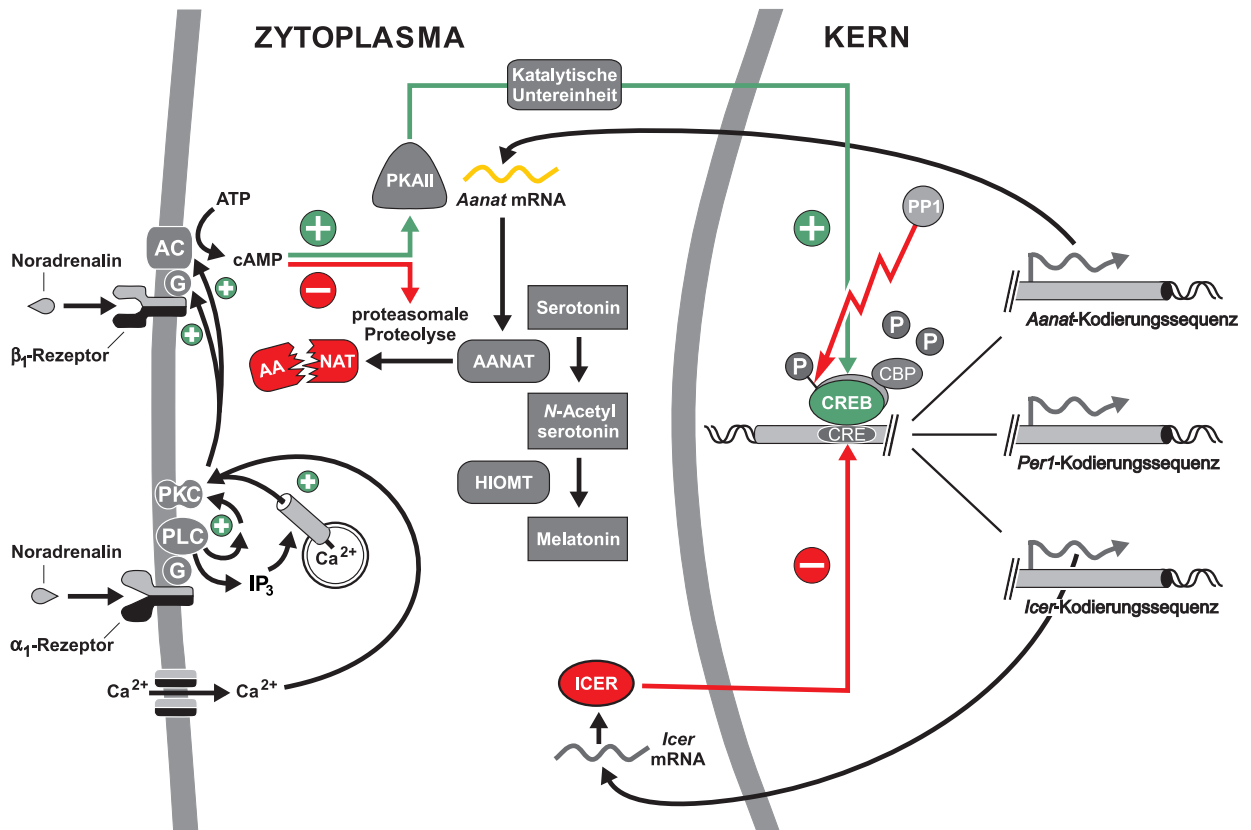 ZYTOPLASMA
KERN
Katalytische
Untereinheit
PKAII
Aanat mRNA
ATP
cAMP
AC
G
Noradrenalin
β1-Rezeptor
+
+
+
−
proteasomale
Proteolyse
AA
NAT
AANAT
Serotonin
N-Acetyl
serotonin
HIOMT
Melatonin
PKC
PLC
G
+
+
IP3
Ca2+
Noradrenalin
α1-Rezeptor
Ca2+
Ca2+
ICER
Icer
mRNA
+
PP1
P
P
P
CBP
CREB
CRE
−
Aanat-Kodierungssequenz
Per1-Kodierungssequenz
Icer-Kodierungssequenz